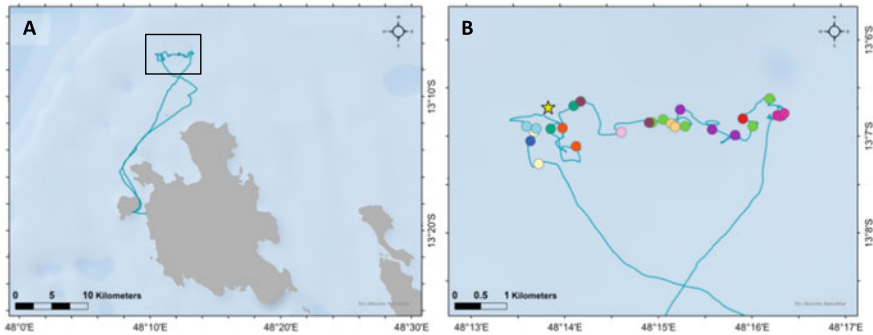 A
13°10'S
13°20'S
0 5 10 Kilometers
48°0'E 48°10'E 48°20'E 48°30'E
B
13°6'S
13°7'S
13°8'S
0 0.5 1 Kilometers
48°13'E 48°14'E 48°15'E 48°16'E 48°17'E